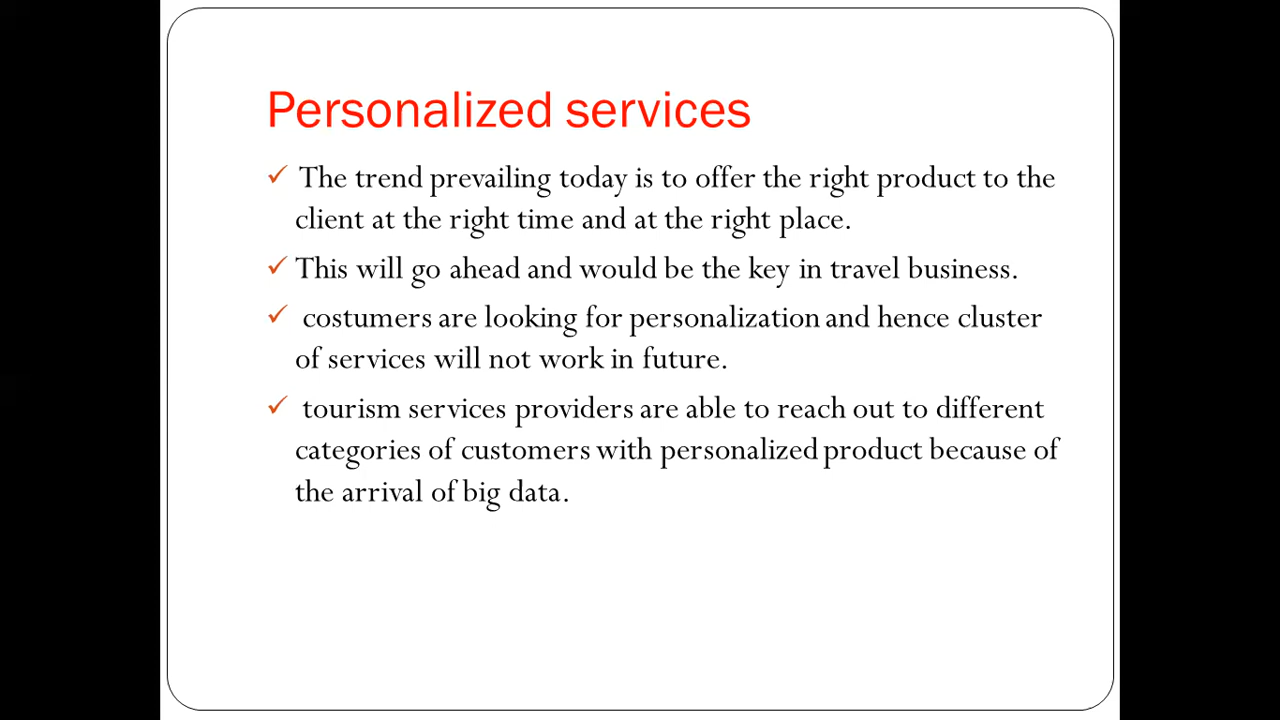 Personalized services
✓ The trend prevailing today is to offer the right product to the
client at the right time and at the right place.
✓ This will go ahead and would be the key in travel business.
✓ costumers are looking for personalization and hence cluster
of services will not work in future.
✓ tourism services providers are able to reach out to different
categories of customers with personalized product because of
the arrival of big data.